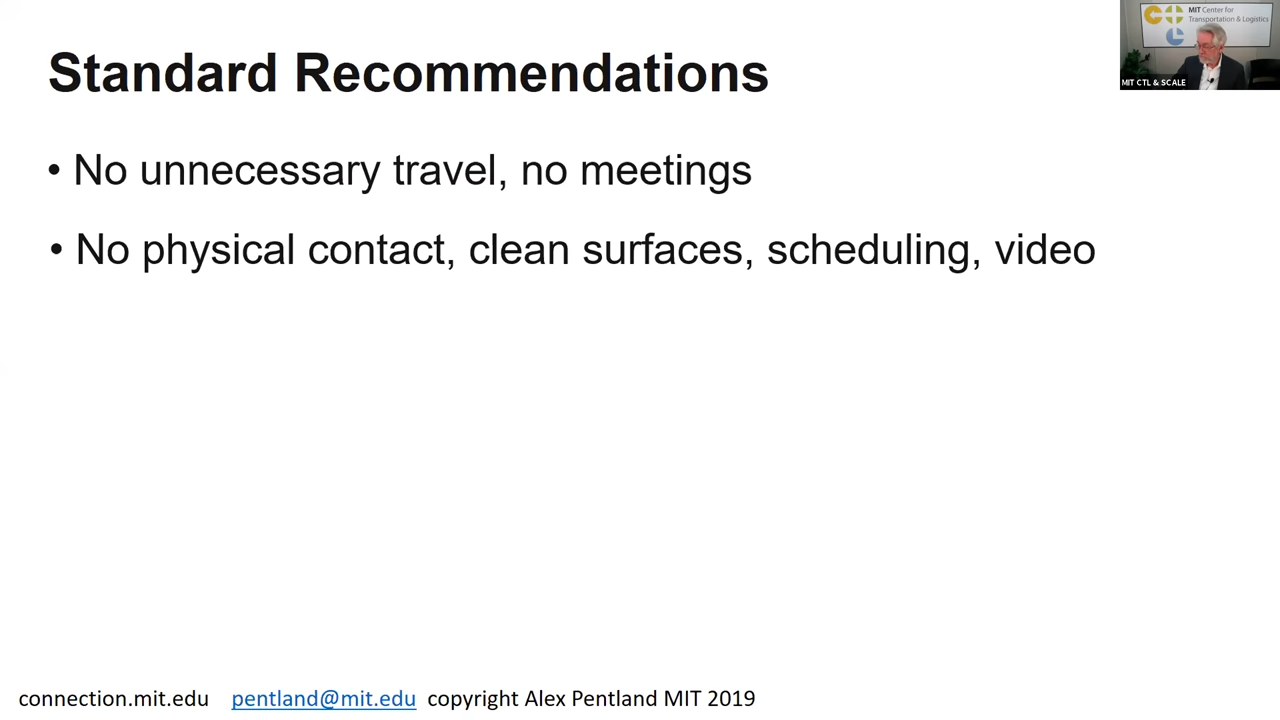 MIT Center for
Transportation & Logistics
MIT CTL & SCALE
Standard Recommendations
• No unnecessary travel, no meetings
• No physical contact, clean surfaces, scheduling, video
connection.mit.edu pentland@mit.edu copyright Alex Pentland MIT 2019